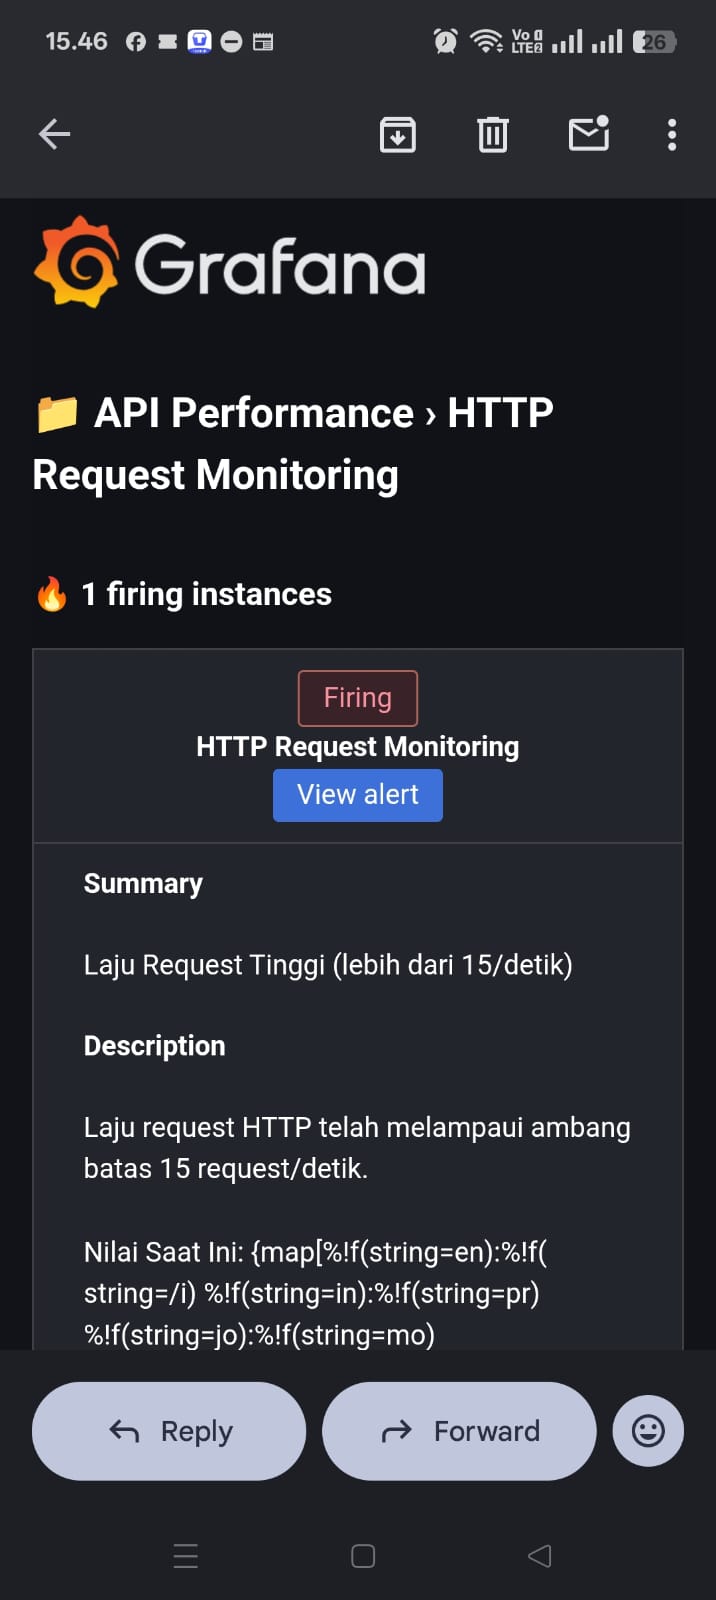 15.46
Vo
LTE2
26
Grafana
API Performance › HTTP
Request Monitoring
1 firing instances
Firing
HTTP Request Monitoring
View alert
Summary
Laju Request Tinggi (lebih dari 15/detik)
Description
Laju request HTTP telah melampaui ambang
batas 15 request/detik.
Nilai Saat Ini: {map[%!f(string=en):%!f(
string=/i) %!f(string=in):%!f(string=pr)
%!f(string=jo):%!f(string=mo)
Reply
Forward